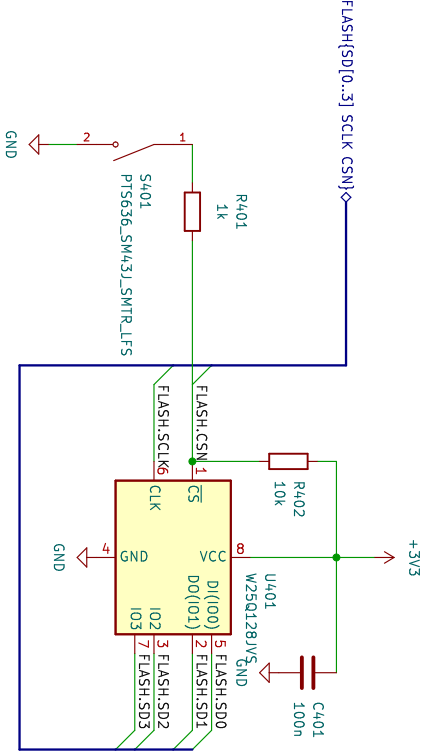 FLASH{SD[0..3] SCLK CSN}
GND
2
1
S401
PTS636_SM43J_SMTR_LFS
R401
1k
FLASH.SCLK
FLASH.CSN
6
1
R402
10k
+3V3
CLK
CS
4
GND
GND
VCC
8
U401
W25Q128JVS
DI(IO0)
DO(IO1)
IO2
IO3
GND
C401
100n
5
FLASH.SD0
2
FLASH.SD1
3
FLASH.SD2
7
FLASH.SD3